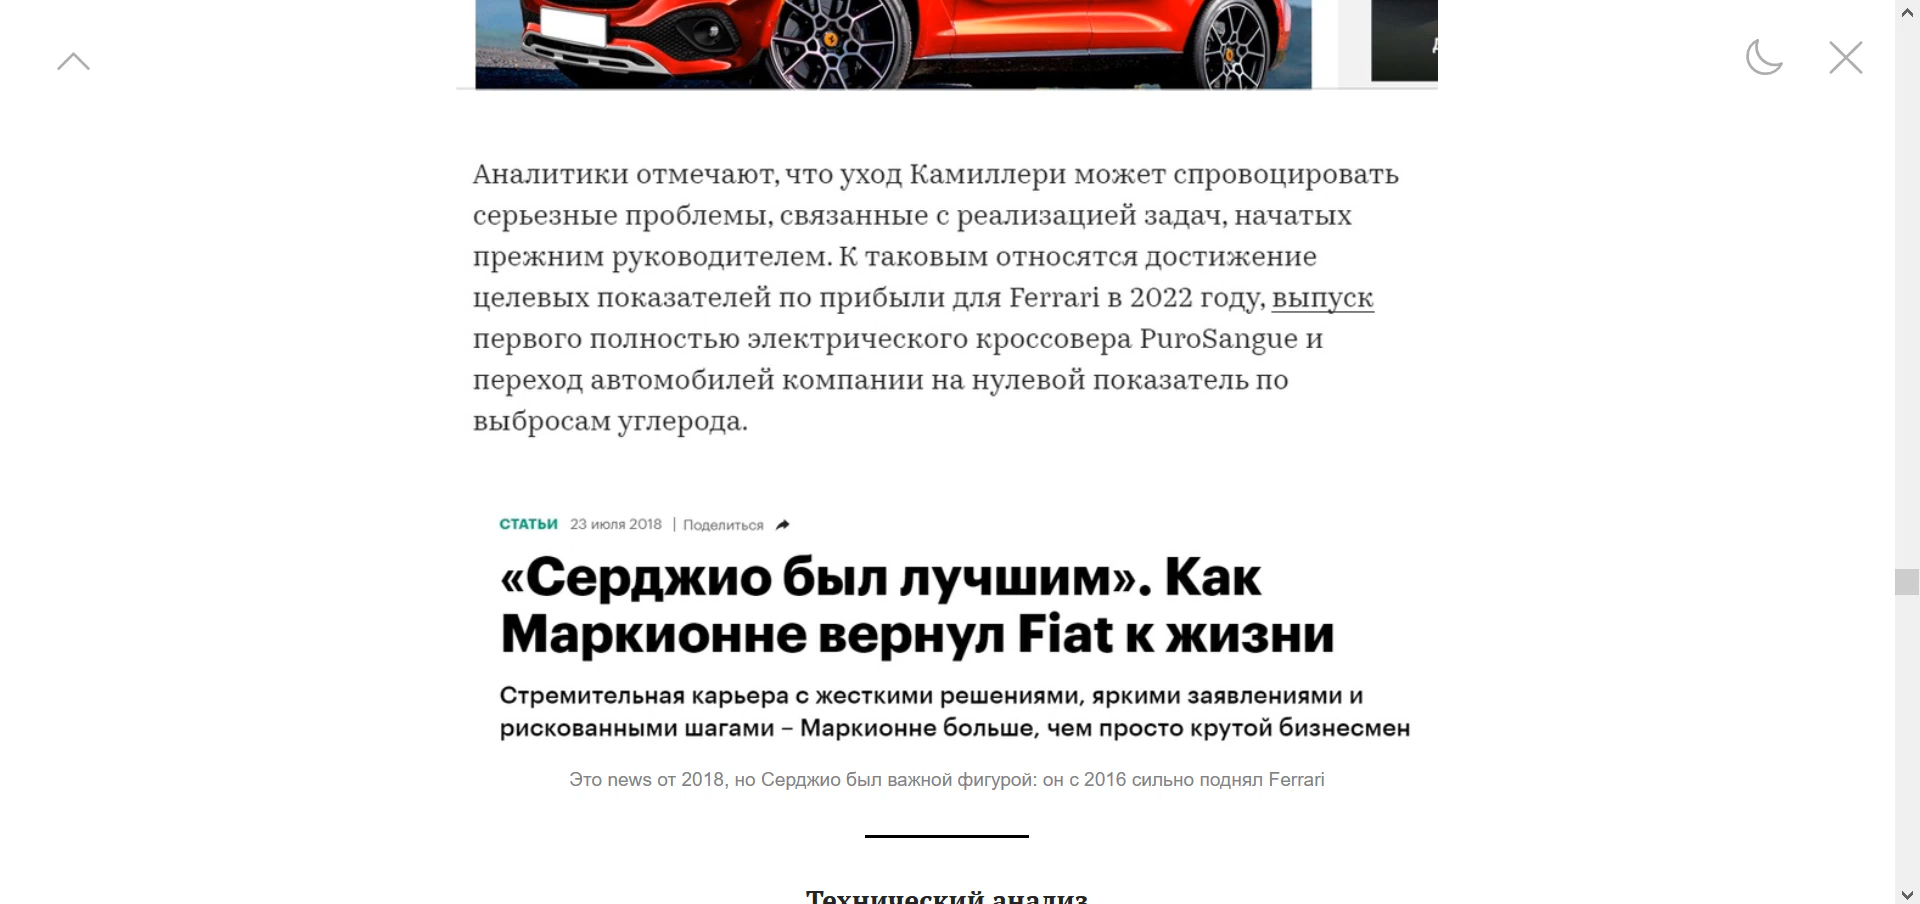 Аналитики отмечают, что уход Камиллери может спровоцировать
серьезные проблемы, связанные с реализацией задач, начатых
прежним руководителем. К таковым относятся достижение
целевых показателей по прибыли для Ferrari в 2022 году, выпуск
первого полностью электрического кроссовера PuroSangue и
переход автомобилей компании на нулевой показатель по
выбросам углерода.
СТАТЬИ 23 июля 2018 | Поделиться
«Серджио был лучшим». Как
Маркионне вернул Fiat к жизни
Стремительная карьера с жесткими решениями, яркими заявлениями и
рискованными шагами – Маркионне больше, чем просто крутой бизнесмен
Это news от 2018, но Серджио был важной фигурой: он с 2016 сильно поднял Ferrari
Технический анализ